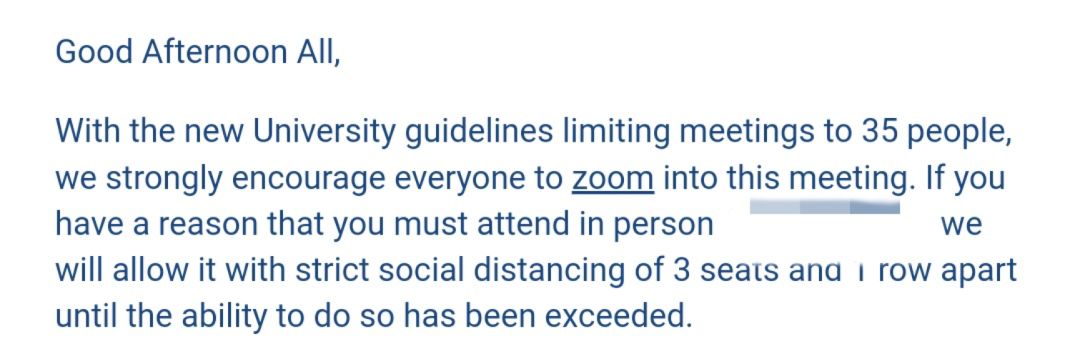 Good Afternoon All,
With the new University guidelines limiting meetings to 35 people,
we strongly encourage everyone to zoom into this meeting. If you
have a reason that you must attend in person we
will allow it with strict social distancing of 3 seats and 1 row apart
until the ability to do so has been exceeded.